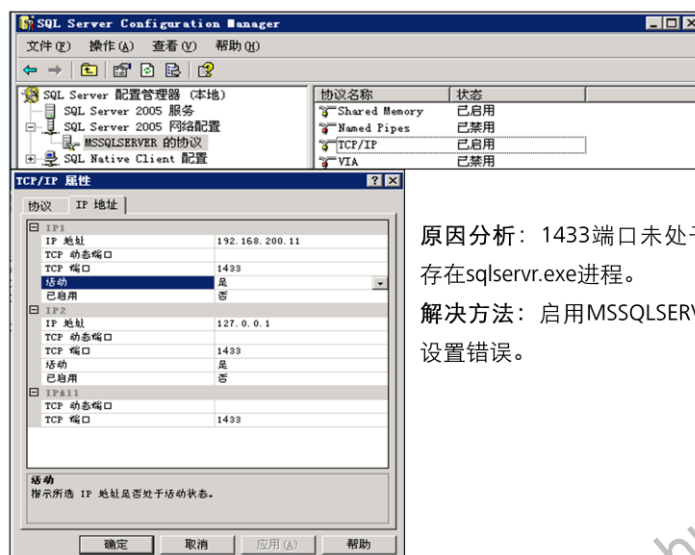 SQL Server Configuration Manager
文件(F) 操作(A) 查看(V) 帮助(H)
SQL Server 配置管理器 (本地)
SQL Server 2005 服务
SQL Server 2005 网络配置
MSSQLSERVER 的协议
SQL Native Client 配置
协议名称 状态
Shared Memory 已启用
Named Pipes 已禁用
TCP/IP 已启用
VIA 已禁用
TCP/IP 属性
协议 IP 地址
IP1
IP 地址 192.168.200.11
TCP 动态端口
TCP 端口 1433
活动 是
已启用 否
IP2
IP 地址 127.0.0.1
TCP 动态端口
TCP 端口 1433
活动 是
已启用 否
IPAll
TCP 动态端口
TCP 端口 1433
活动
指示所选 IP 地址是否处于活动状态。
确定 取消 应用(A) 帮助
原因分析：1433端口未处于
存在sqlservr.exe进程。
解决方法：启用MSSQLSERV
设置错误。